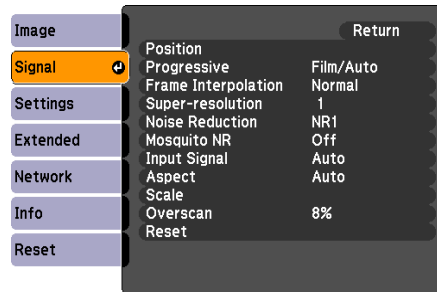 Image
Signal
Settings
Extended
Network
Info
Reset
Return
Position
Progressive Film/Auto
Frame Interpolation Normal
Super-resolution 1
Noise Reduction NR1
Mosquito NR Off
Input Signal Auto
Aspect Auto
Scale
Overscan 8%
Reset